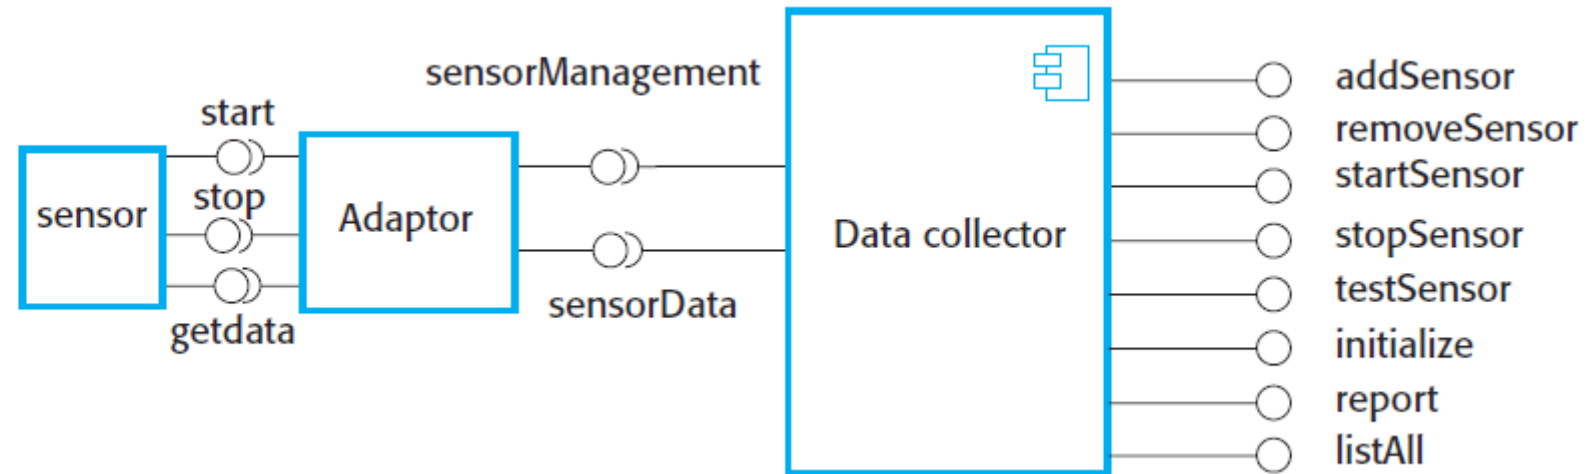 sensorManagement
start
stop
getdata
sensor
Adaptor
sensorData
Data collector
addSensor
removeSensor
startSensor
stopSensor
testSensor
initialize
report
listAll